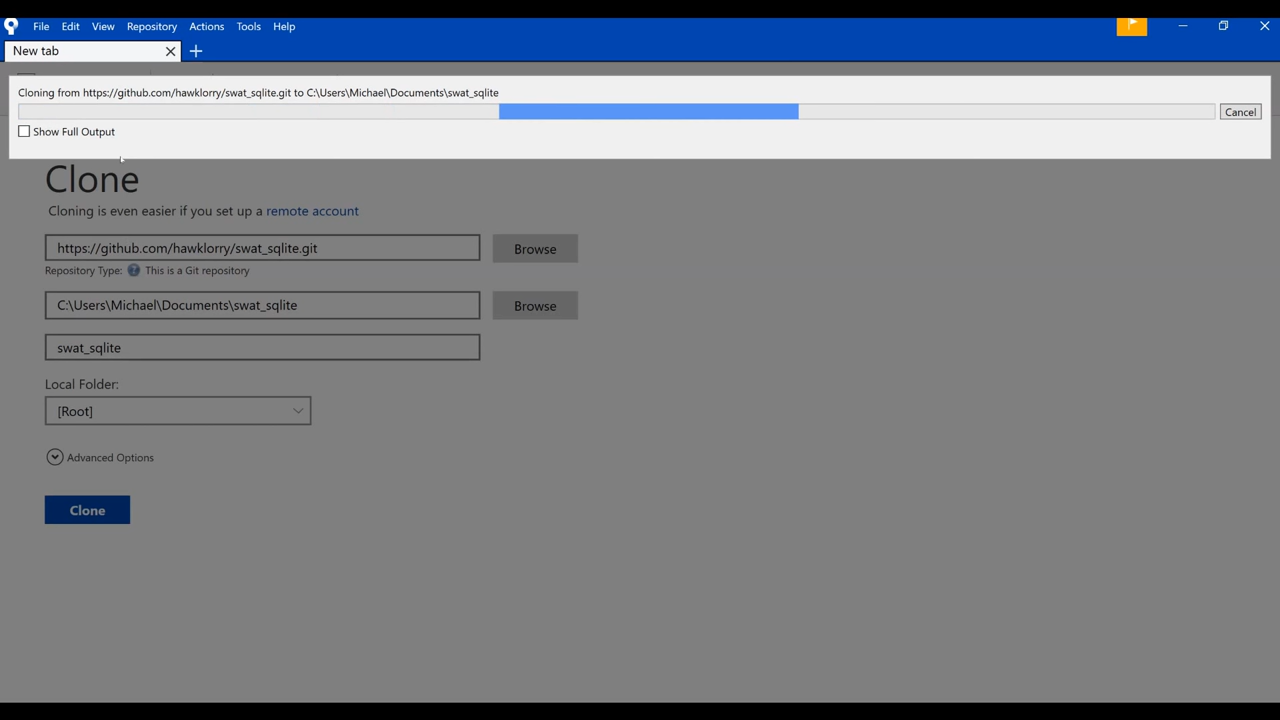 File Edit View Repository Actions Tools Help
New tab
Cloning from https://github.com/hawklorry/swat_sqlite.git to C:\Users\Michael\Documents\swat_sqlite
Cancel
Show Full Output
Clone
Cloning is even easier if you set up a remote account
https://github.com/hawklorry/swat_sqlite.git
Browse
Repository Type: This is a Git repository
C:\Users\Michael\Documents\swat_sqlite
Browse
swat_sqlite
Local Folder:
[Root]
Advanced Options
Clone